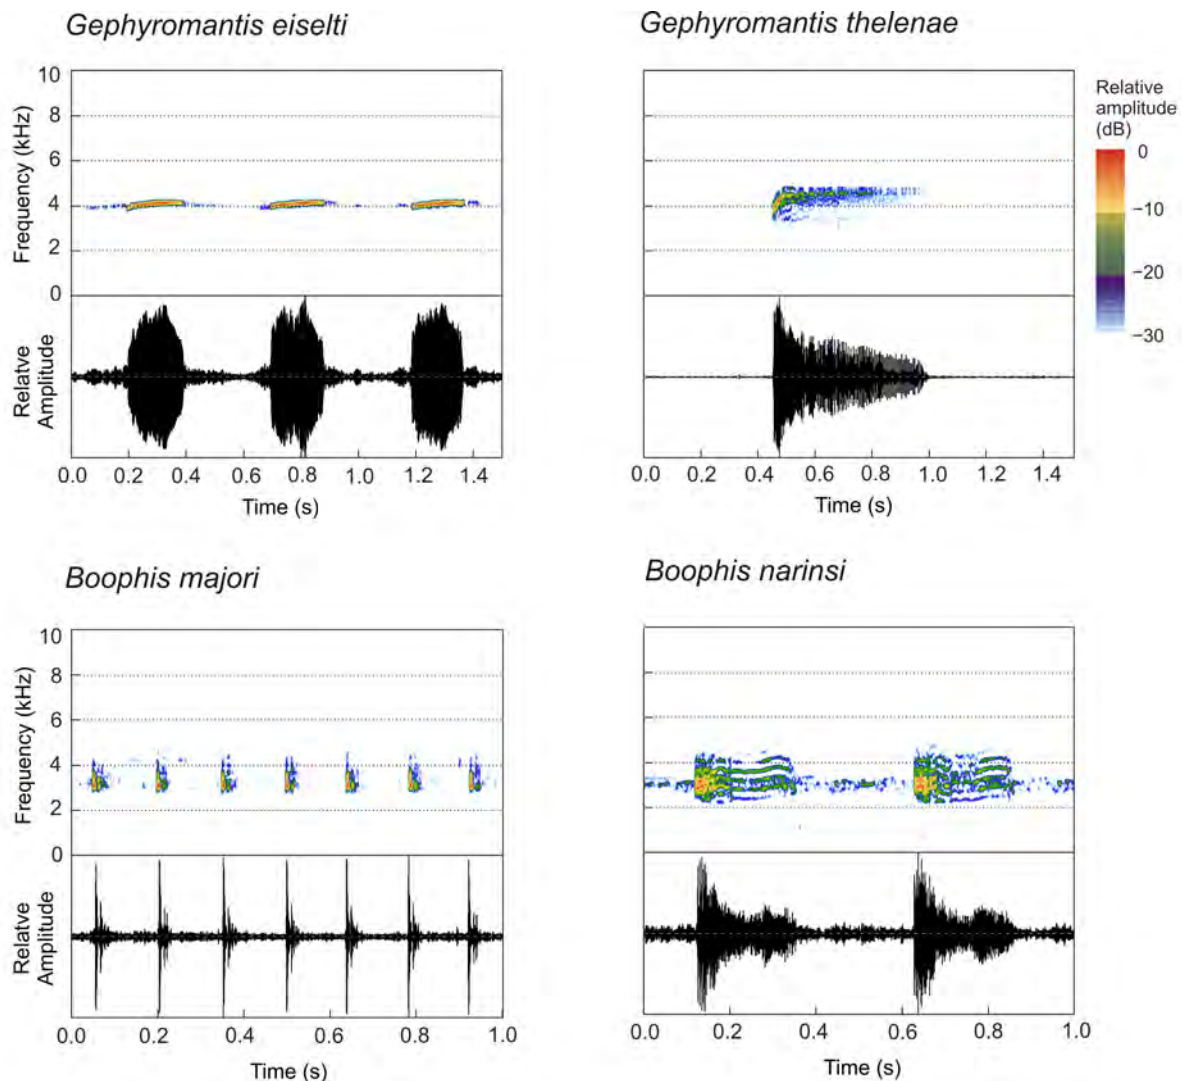 Gephyromantis eiselti
Gephyromantis thelenae
10
8
6
4
2
0
Frequency (kHz)
Relatve
Amplitude
0.0 0.2 0.4 0.6 0.8 1.0 1.2 1.4
Time (s)
0.0 0.2 0.4 0.6 0.8 1.0 1.2 1.4
Time (s)
Relative
amplitude
(dB)
0
−10
−20
−30
Boophis majori
Boophis narinsi
10
8
6
4
2
0
Frequency (kHz)
Relatve
Amplitude
0.0 0.2 0.4 0.6 0.8 1.0
Time (s)
0.0 0.2 0.4 0.6 0.8 1.0
Time (s)